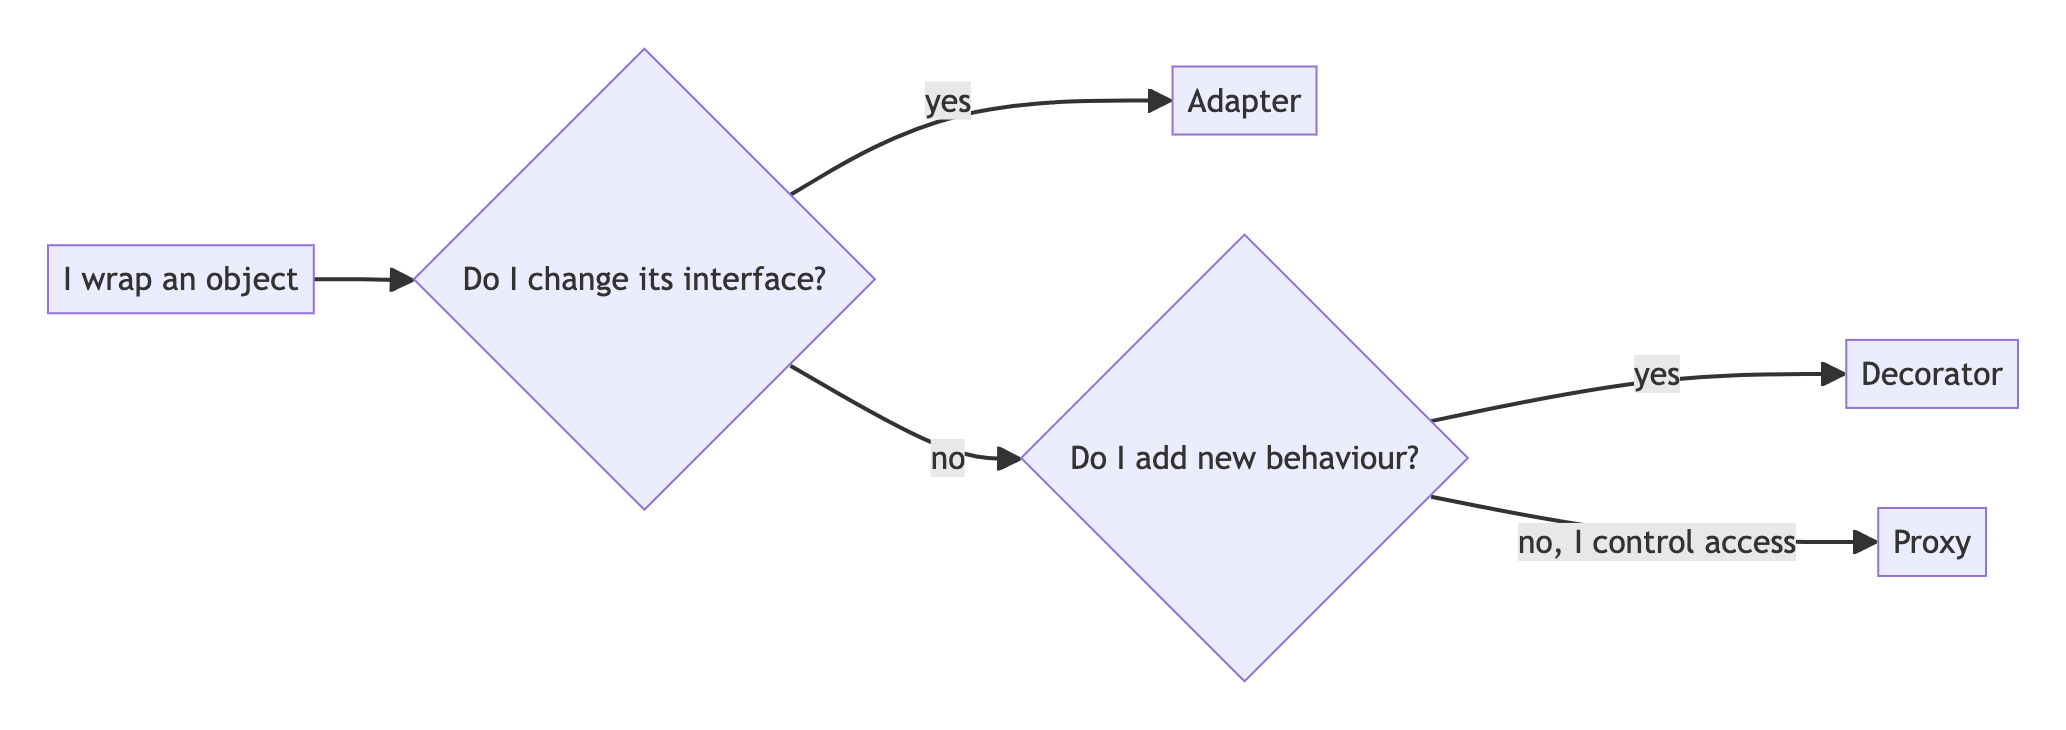 I wrap an object
Do I change its interface?
yes
Adapter
no
Do I add new behaviour?
yes
Decorator
no, I control access
Proxy